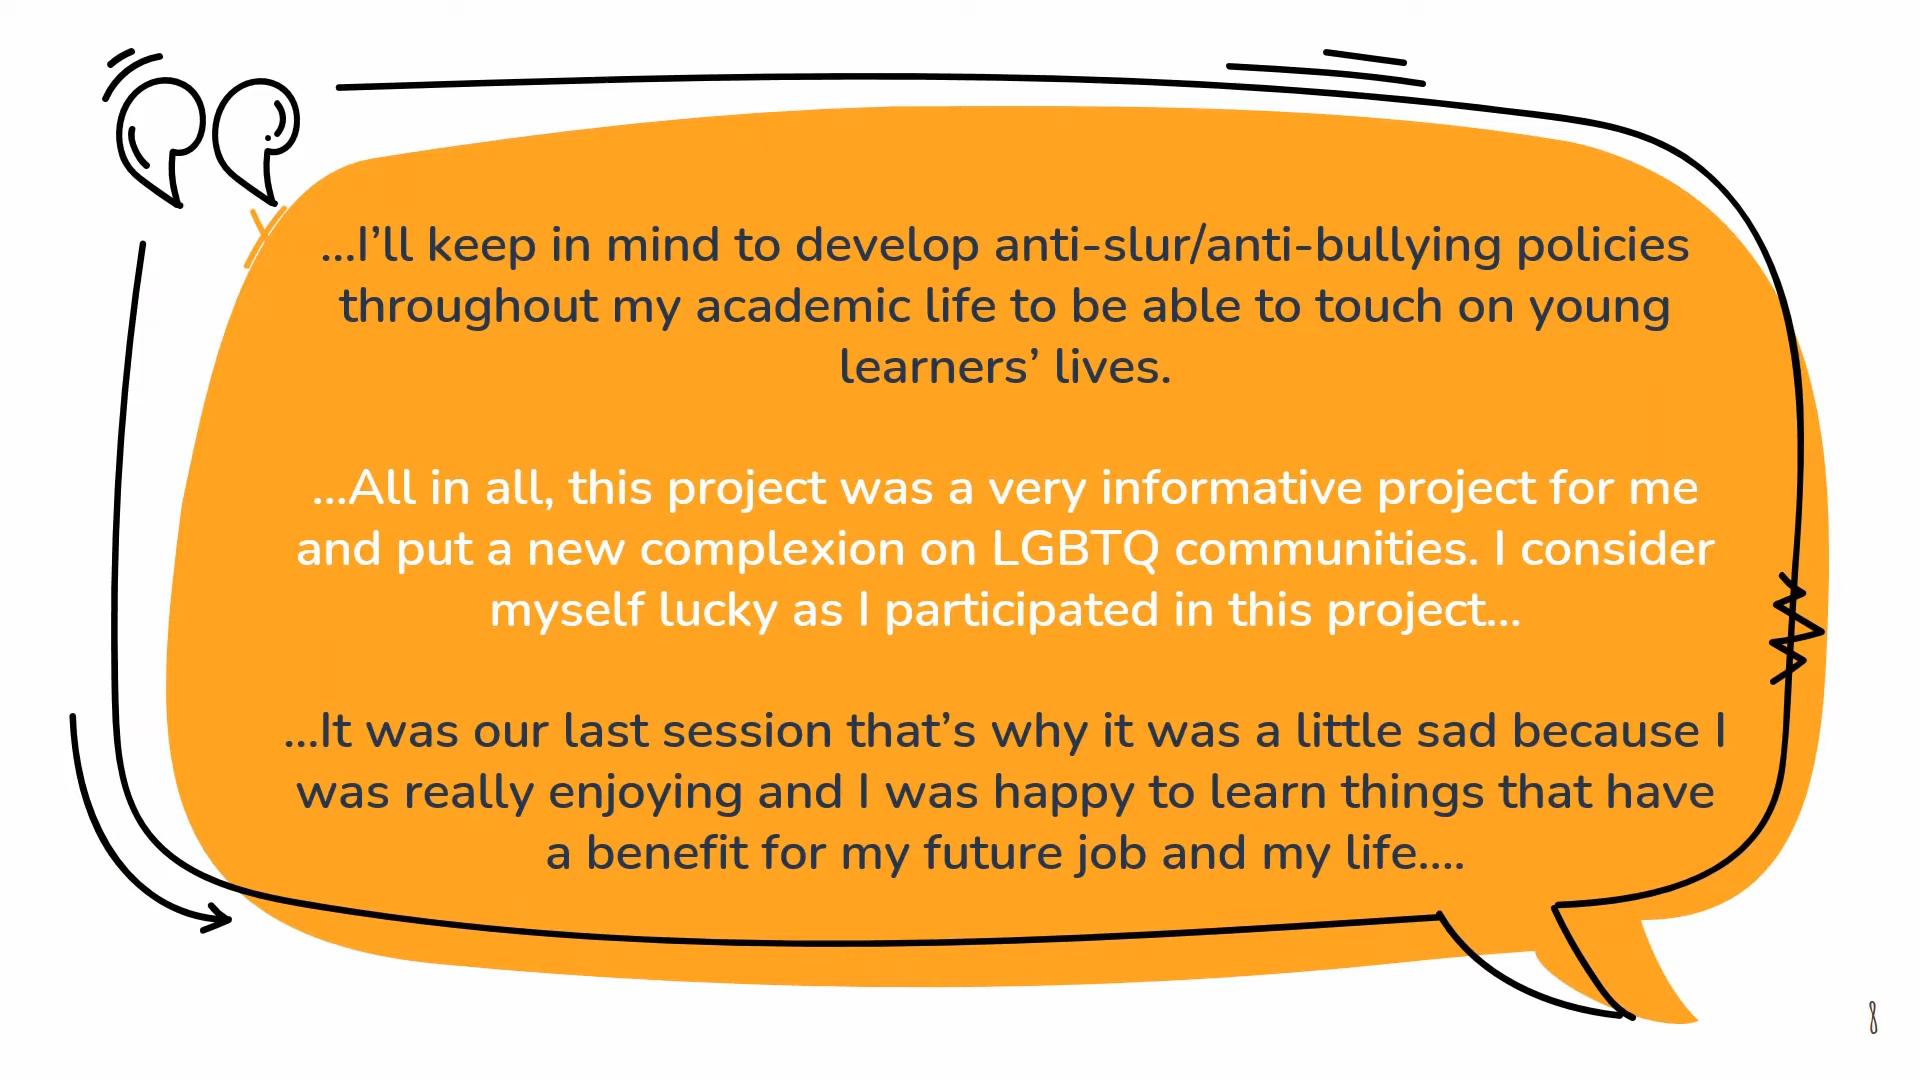 ...I’ll keep in mind to develop anti-slur/anti-bullying policies
throughout my academic life to be able to touch on young
learners’ lives.
...All in all, this project was a very informative project for me
and put a new complexion on LGBTQ communities. I consider
myself lucky as I participated in this project...
...It was our last session that’s why it was a little sad because I
was really enjoying and I was happy to learn things that have
a benefit for my future job and my life....
8